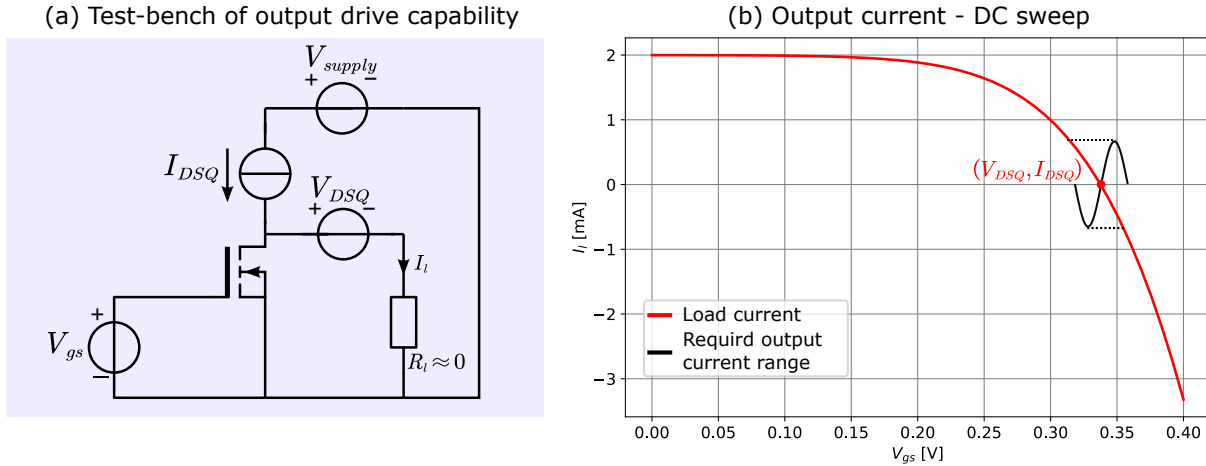 (a) Test-bench of output drive capability
V_supply
+ −
I_DSQ
V_DSQ
+ −
I_l
+
V_gs
−
R_l≈0
(b) Output current - DC sweep
2
1
0
−1
−2
−3
I_l [mA]
(V_DSQ, I_DSQ)
Load current
Requird output
current range
0.00 0.05 0.10 0.15 0.20 0.25 0.30 0.35 0.40
V_gs [V]